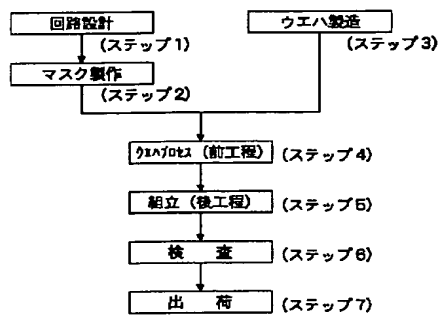 回路設計
(ステップ1)
ウエハ製造
(ステップ3)
マスク製作
(ステップ2)
ウエハプロセス(前工程)
(ステップ4)
組立(後工程)
(ステップ5)
検 査
(ステップ6)
出 荷
(ステップ7)